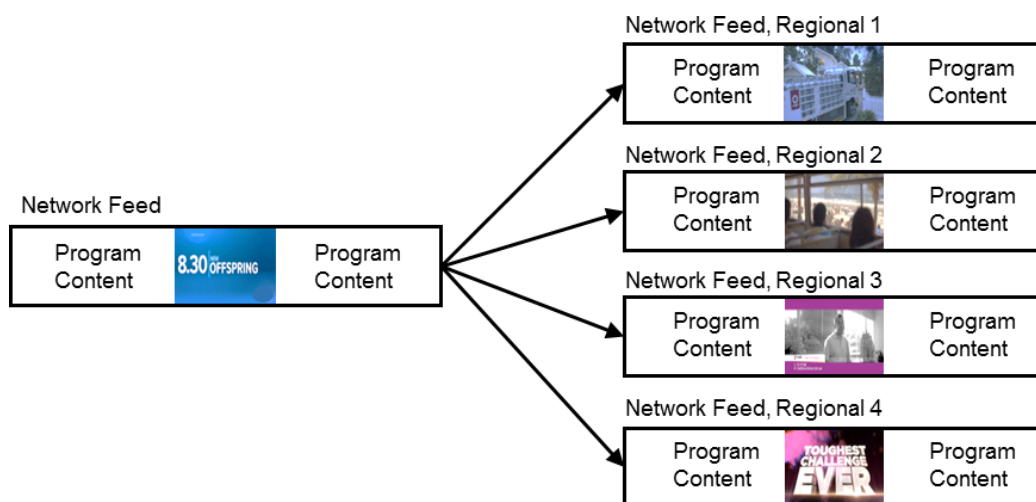 Network Feed, Regional 1
Program
Content
Program
Content
Network Feed, Regional 2
Program
Content
Program
Content
Network Feed
Program
Content
8.30 NEW OFFSPRING
Program
Content
Network Feed, Regional 3
Program
Content
Program
Content
Network Feed, Regional 4
Program
Content
TOUGHEST
CHALLENGE
EVER
Program
Content